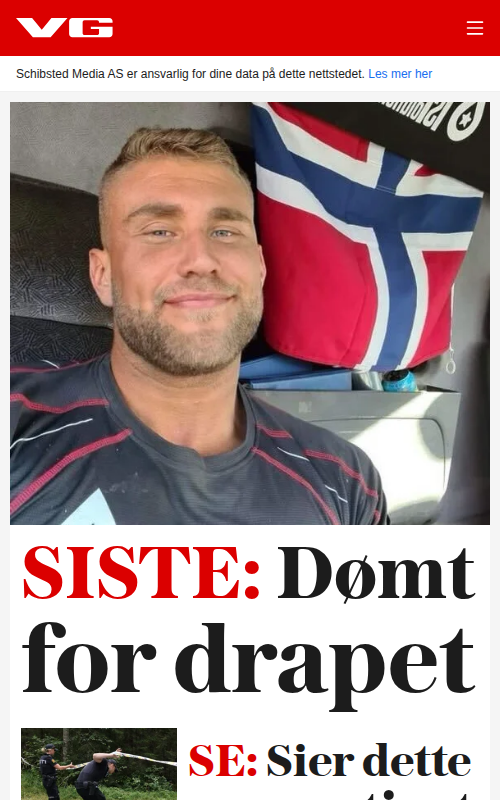 VG
Schibsted Media AS er ansvarlig for dine data på dette nettstedet. Les mer her
SISTE: Dømt
for drapet
SE: Sier dette